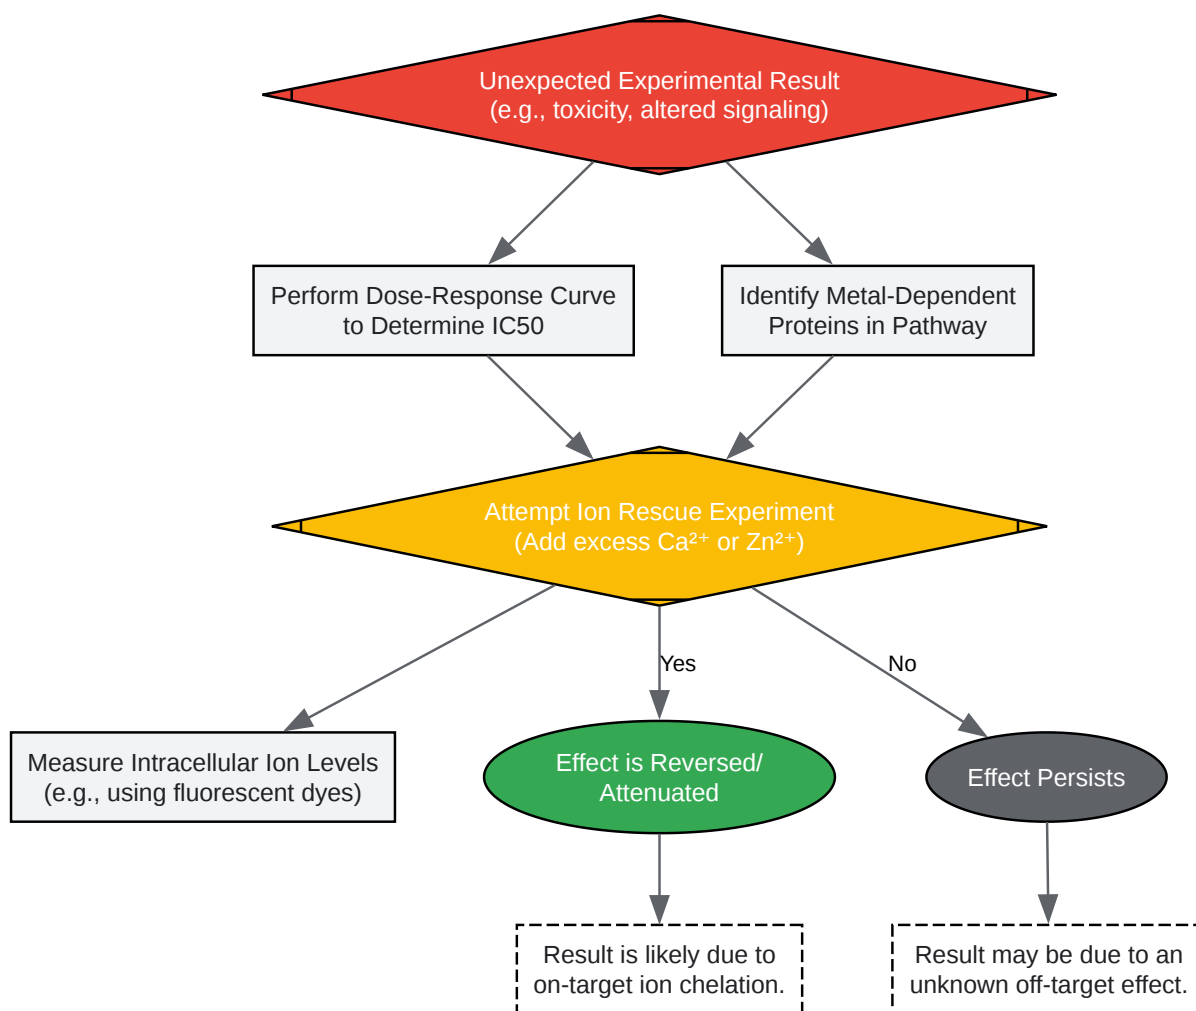 Unexpected Experimental Result
(e.g., toxicity, altered signaling)
Perform Dose-Response Curve
to Determine IC50
Identify Metal-Dependent
Proteins in Pathway
Attempt Ion Rescue Experiment
(Add excess Ca²⁺ or Zn²⁺)
Yes
No
Measure Intracellular Ion Levels
(e.g., using fluorescent dyes)
Effect is Reversed/
Attenuated
Effect Persists
Result is likely due to
on-target ion chelation.
Result may be due to an
unknown off-target effect.